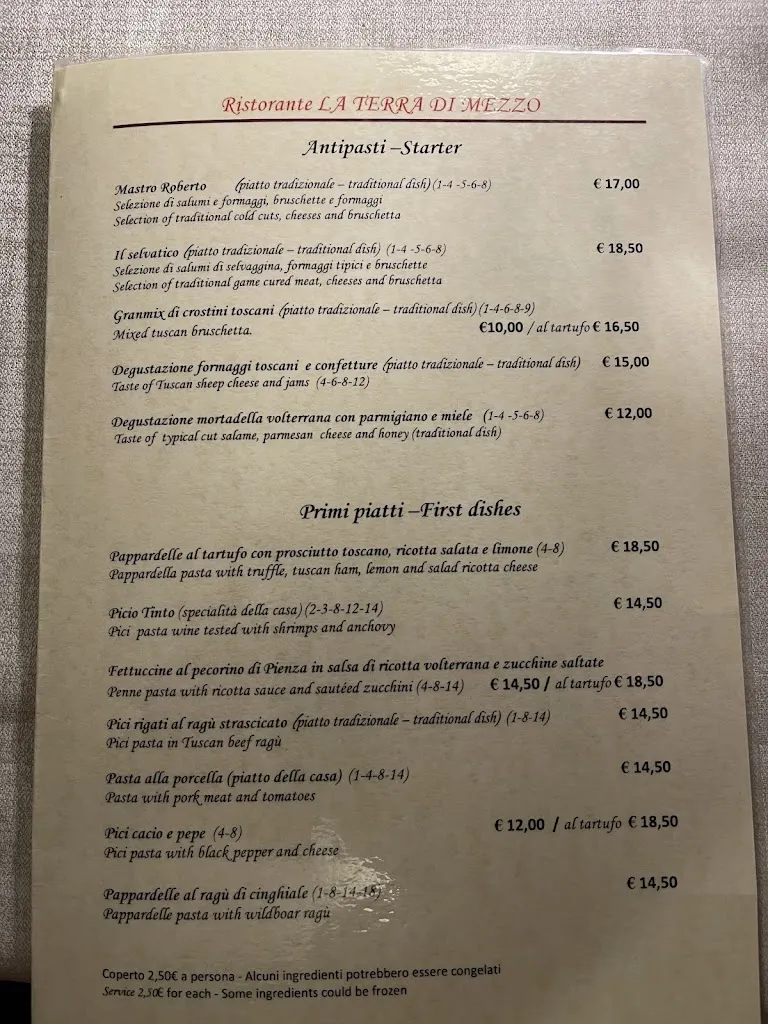 Ristorante LA TERRA DI MEZZO
Antipasti –Starter
Mastro Roberto (piatto tradizionale – traditional dish) (1-4 -5-6-8) € 17,00
Selezione di salumi e formaggi, bruschette e formaggi
Selection of traditional cold cuts, cheeses and bruschetta
Il selvatico (piatto tradizionale – traditional dish) (1-4 -5-6-8) € 18,50
Selezione di salumi di selvaggina, formaggi tipici e bruschette
Selection of traditional game cured meat, cheeses and bruschetta
Granmix di crostini toscani (piatto tradizionale – traditional dish) (1-4-6-8-9)
Mixed tuscan bruschetta. €10,00 / al tartufo € 16,50
Degustazione formaggi toscani e confetture (piatto tradizionale – traditional dish) € 15,00
Taste of Tuscan sheep cheese and jams (4-6-8-12)
Degustazione mortadella volterrana con parmigiano e miele (1-4 -5-6-8) € 12,00
Taste of typical cut salame, parmesan cheese and honey (traditional dish)
Primi piatti –First dishes
Pappardelle al tartufo con prosciutto toscano, ricotta salata e limone (4-8) € 18,50
Pappardella pasta with truffle, tuscan ham, lemon and salad ricotta cheese
Picio Tinto (specialità della casa) (2-3-8-12-14) € 14,50
Pici pasta wine tested with shrimps and anchovy
Fettuccine al pecorino di Pienza in salsa di ricotta volterrana e zucchine saltate
Penne pasta with ricotta sauce and sautéed zucchini (4-8-14) € 14,50 / al tartufo € 18,50
Pici rigati al ragù strascicato (piatto tradizionale – traditional dish) (1-8-14) € 14,50
Pici pasta in Tuscan beef ragù
Pasta alla porcella (piatto della casa) (1-4-8-14) € 14,50
Pasta with pork meat and tomatoes
Pici cacio e pepe (4-8) € 12,00 / al tartufo € 18,50
Pici pasta with black pepper and cheese
Pappardelle al ragù di cinghiale (1-8-14-18) € 14,50
Pappardelle pasta with wildboar ragù
Coperto 2,50€ a persona - Alcuni ingredienti potrebbero essere congelati
Service 2,50€ for each - Some ingredients could be frozen